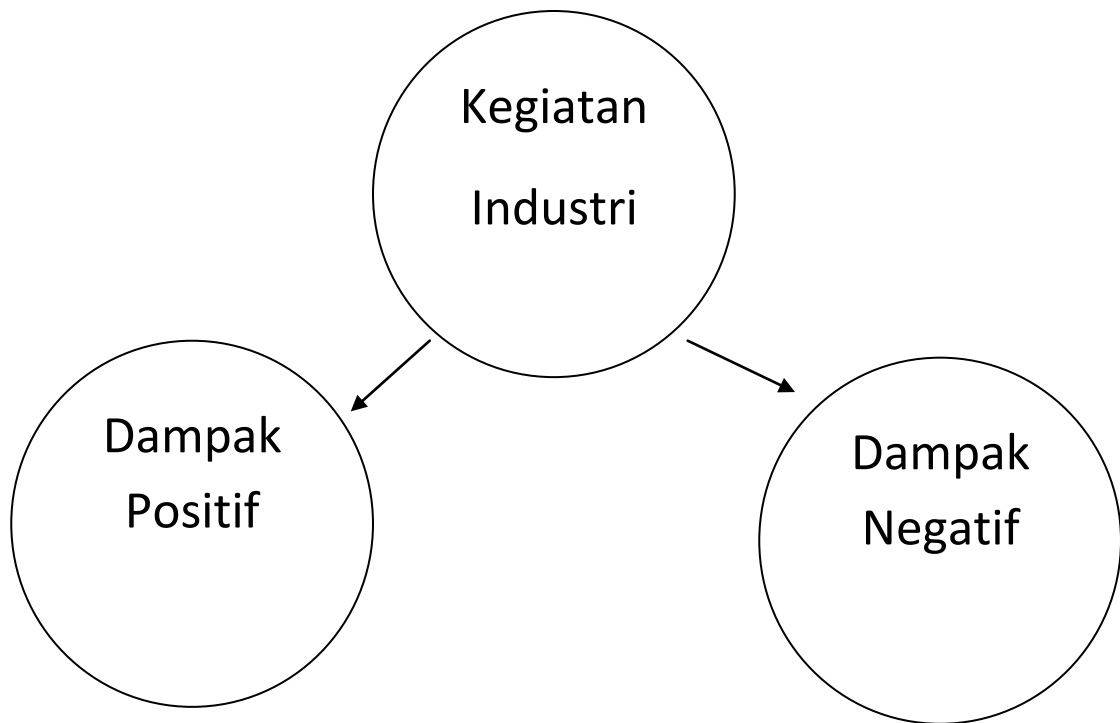 Kegiatan
Industri
Dampak
Positif
Dampak
Negatif